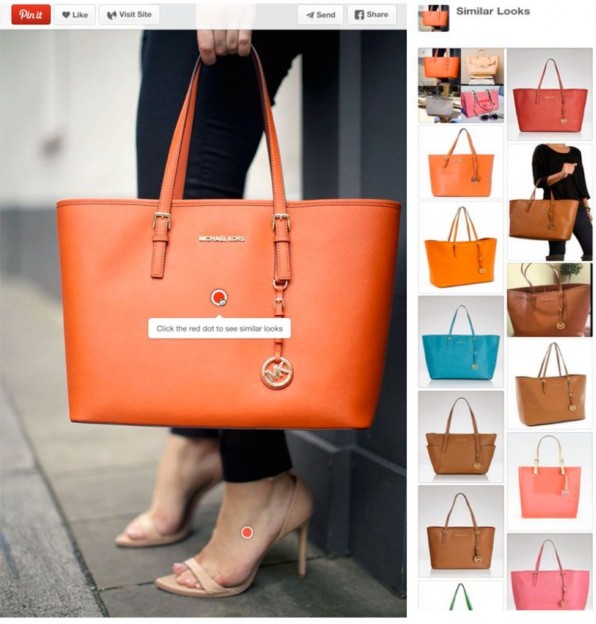 Pin it
Like
Visit Site
Send
Share
Similar Looks
MICHAEL KORS
Click the red dot to see similar looks
MK